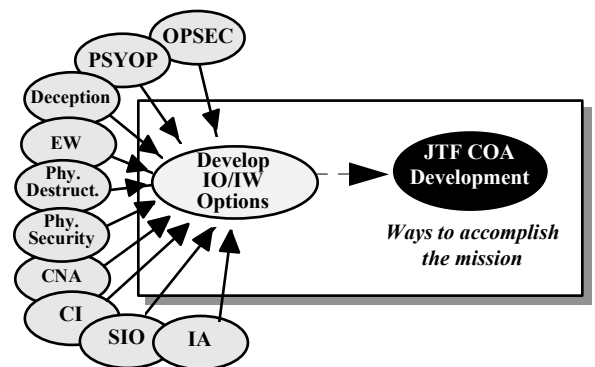 OPSEC
PSYOP
Deception
EW
Phy.
Destruct.
Phy.
Security
CNA
CI
SIO
IA
Develop
IO/IW
Options
JTF COA
Development
Ways to accomplish
the mission